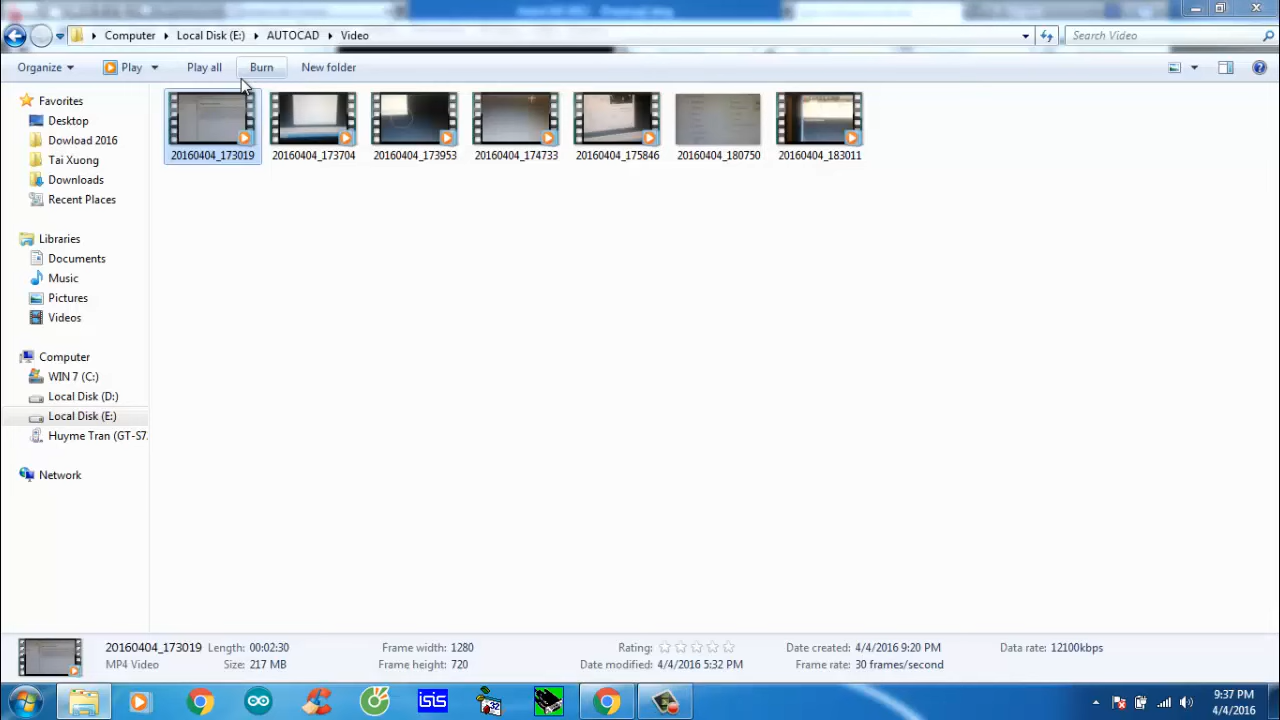 Computer Local Disk (E:) AUTOCAD Video Search Video
Organize Play Play all Burn New folder
Favorites
Desktop
Dowload 2016
Tai Xuong
Downloads
Recent Places
Libraries
Documents
Music
Pictures
Videos
Computer
WIN 7 (C:)
Local Disk (D:)
Local Disk (E:)
Huyme Tran (GT-S7.
Network
20160404_173019 20160404_173704 20160404_173953 20160404_174733 20160404_175846 20160404_180750 20160404_183011
20160404_173019 Length: 00:02:30 Frame width: 1280 Rating: Date created: 4/4/2016 9:20 PM Data rate: 12100kbps
MP4 Video Size: 217 MB Frame height: 720 Date modified: 4/4/2016 5:32 PM Frame rate: 30 frames/second
isis
32
9:37 PM
4/4/2016